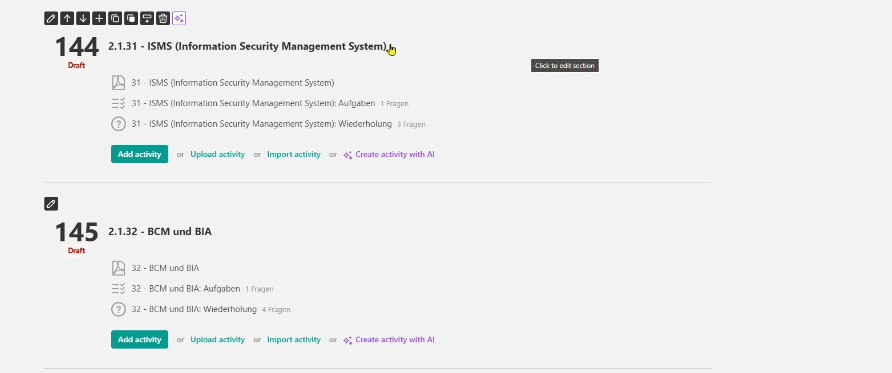 144
2.1.31 - ISMS (Information Security Management System)
Draft
Click to edit section
31 - ISMS (Information Security Management System)
31 - ISMS (Information Security Management System): Aufgaben 1 Fragen
31 - ISMS (Information Security Management System): Wiederholung 3 Fragen
Add activity or Upload activity or Import activity or Create activity with AI
145
2.1.32 - BCM und BIA
Draft
32 - BCM und BIA
32 - BCM und BIA: Aufgaben 1 Fragen
32 - BCM und BIA: Wiederholung 4 Fragen
Add activity or Upload activity or Import activity or Create activity with AI